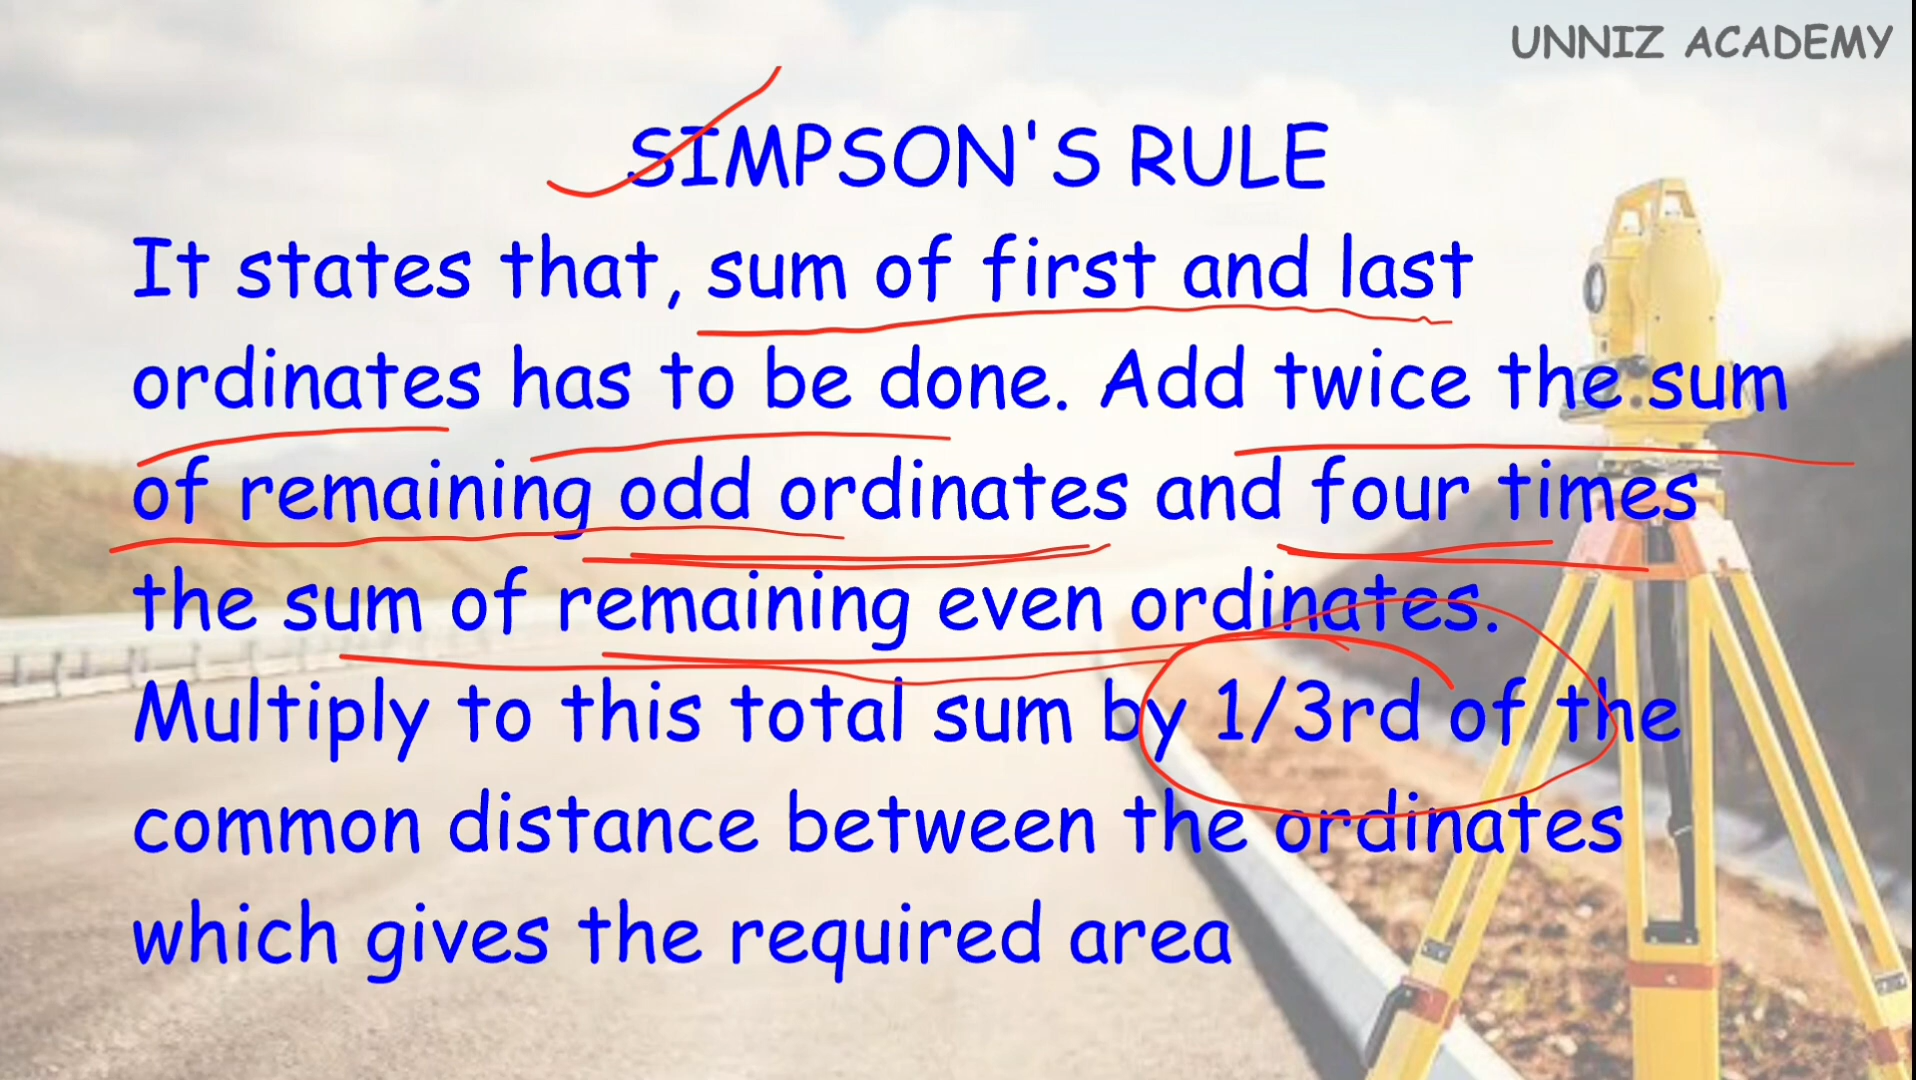 UNNIZ ACADEMY
SIMPSON'S RULE
It states that, sum of first and last
ordinates has to be done. Add twice the sum
of remaining odd ordinates and four times
the sum of remaining even ordinates.
Multiply to this total sum by 1/3rd of the
common distance between the ordinates
which gives the required area